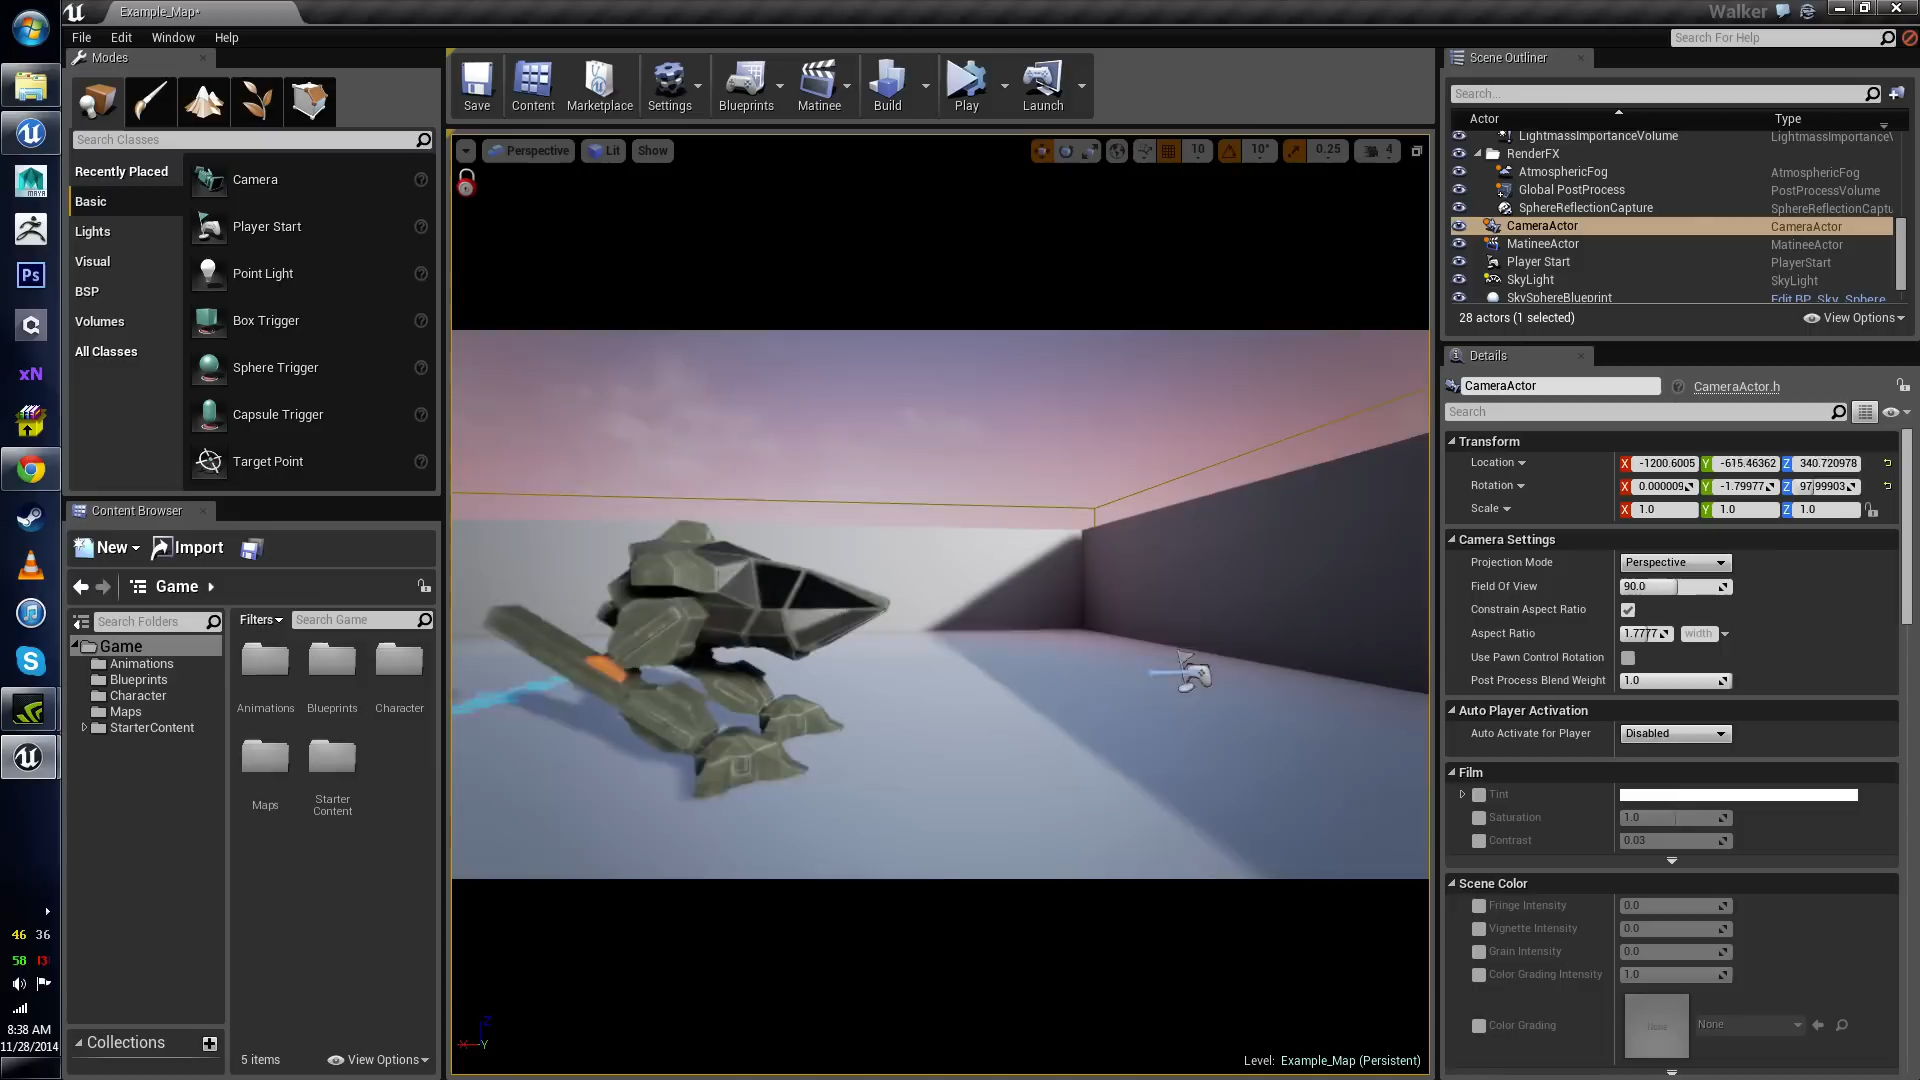 Example_Map*
Walker
File
Edit
Window
Help
Search For Help
Modes
Search Classes
Recently Placed
Basic
Lights
Visual
BSP
Volumes
All Classes
Camera
Player Start
Point Light
Box Trigger
Sphere Trigger
Capsule Trigger
Target Point
Save
Content
Marketplace
Settings
Blueprints
Matinee
Build
Play
Launch
Perspective
Lit
Show
10
10°
0.25
4
Scene Outliner
Search...
Actor
Type
LightmassImportanceVolume
LightmassImportanceV
RenderFX
AtmosphericFog
AtmosphericFog
Global PostProcess
PostProcessVolume
SphereReflectionCapture
SphereReflectionCaptu
CameraActor
CameraActor
MatineeActor
MatineeActor
Player Start
PlayerStart
SkyLight
SkyLight
SkySphereBlueprint
Edit BP_Sky_Sphere
28 actors (1 selected)
View Options
Details
CameraActor
CameraActor.h
Search
Transform
Location
X -1200.6005
Y -615.46362
Z 340.720978
Rotation
X 0.000009
Y -1.79977
Z 97.99903
Scale
X 1.0
Y 1.0
Z 1.0
Camera Settings
Projection Mode
Perspective
Field Of View
90.0
Constrain Aspect Ratio
Aspect Ratio
1.7777
width
Use Pawn Control Rotation
Post Process Blend Weight
1.0
Auto Player Activation
Auto Activate for Player
Disabled
Film
Tint
Saturation
1.0
Contrast
0.03
Scene Color
Fringe Intensity
0.0
Vignette Intensity
0.0
Grain Intensity
0.0
Color Grading Intensity
1.0
Color Grading
None
None
Content Browser
New
Import
Game
Search Folders
Filters
Search Game
Game
Animations
Blueprints
Character
Maps
StarterContent
Animations
Blueprints
Character
Maps
Starter
Content
Collections
5 items
View Options
Z
X
Y
Level: Example_Map (Persistent)
MAYA
Ps
xN
46 36
58
8:38 AM
11/28/2014